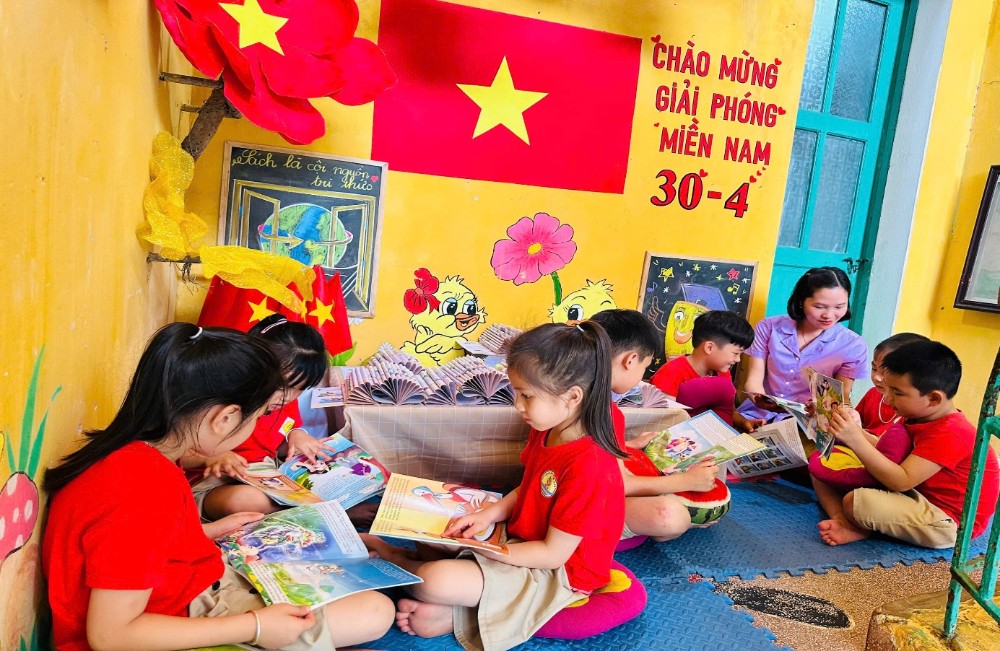 Sách là cội nguồn
tri thức
CHÀO MỪNG
GIẢI PHÓNG
MIỀN NAM
30-4